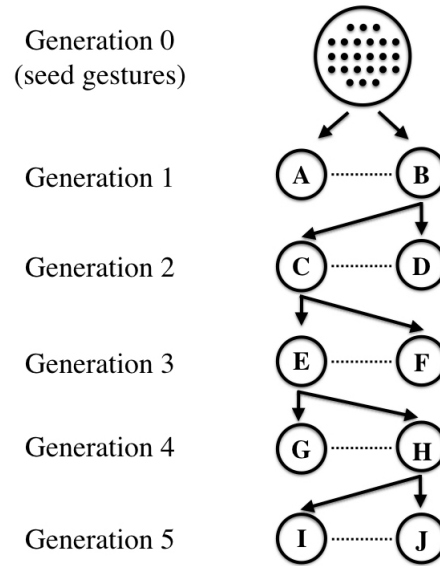 Generation 0
(seed gestures)
Generation 1
A
B
Generation 2
C
D
Generation 3
E
F
Generation 4
G
H
Generation 5
I
J